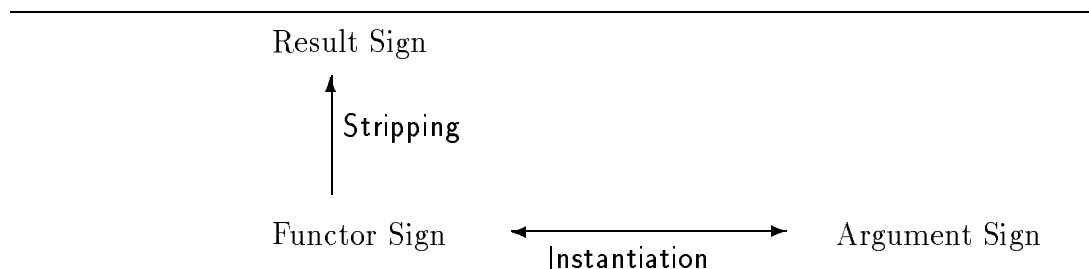 Result Sign
Stripping
Functor Sign
Argument Sign
Instantiation